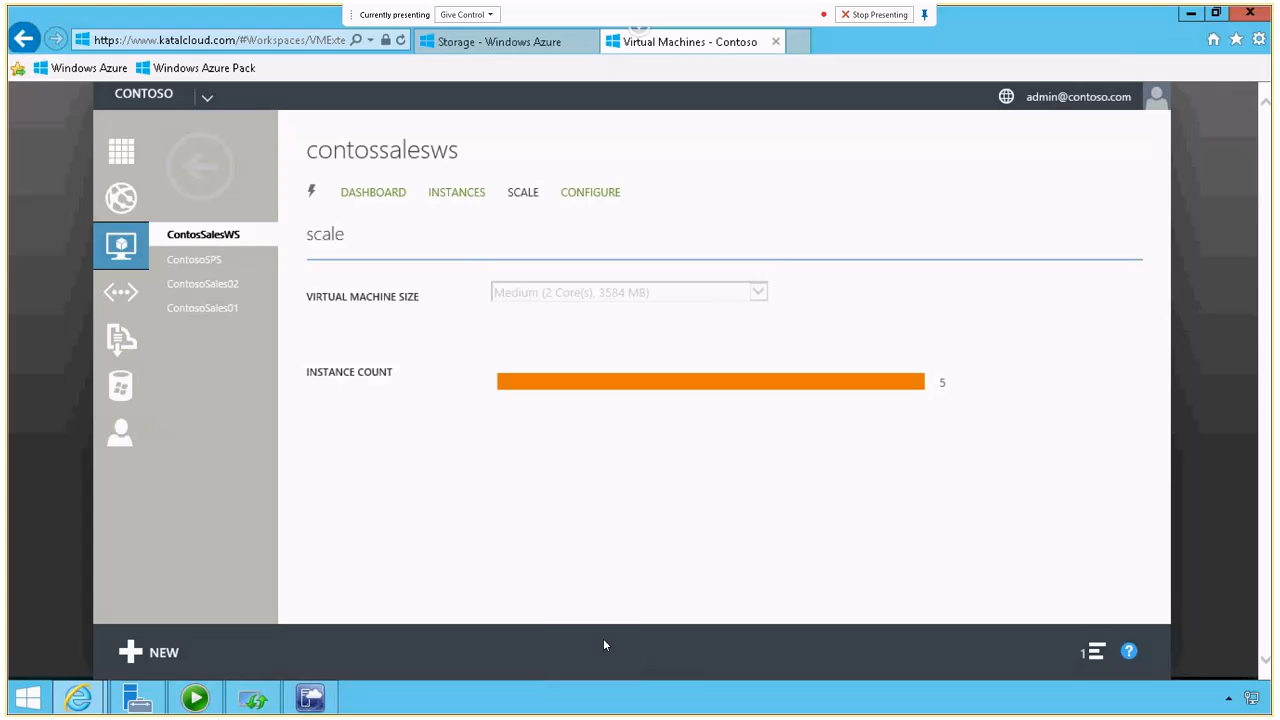 Currently presenting
Give Control
Stop Presenting
https://www.katalcloud.com/#Workspaces/VMExte
Storage - Windows Azure
Virtual Machines - Contoso
Windows Azure
Windows Azure Pack
CONTOSO
admin@contoso.com
contossalesws
DASHBOARD
INSTANCES
SCALE
CONFIGURE
ContosSalesWS
ContosoSPS
ContosoSales02
ContosoSales01
scale
VIRTUAL MACHINE SIZE
Medium (2 Core(s), 3584 MB)
INSTANCE COUNT
5
NEW
1
?